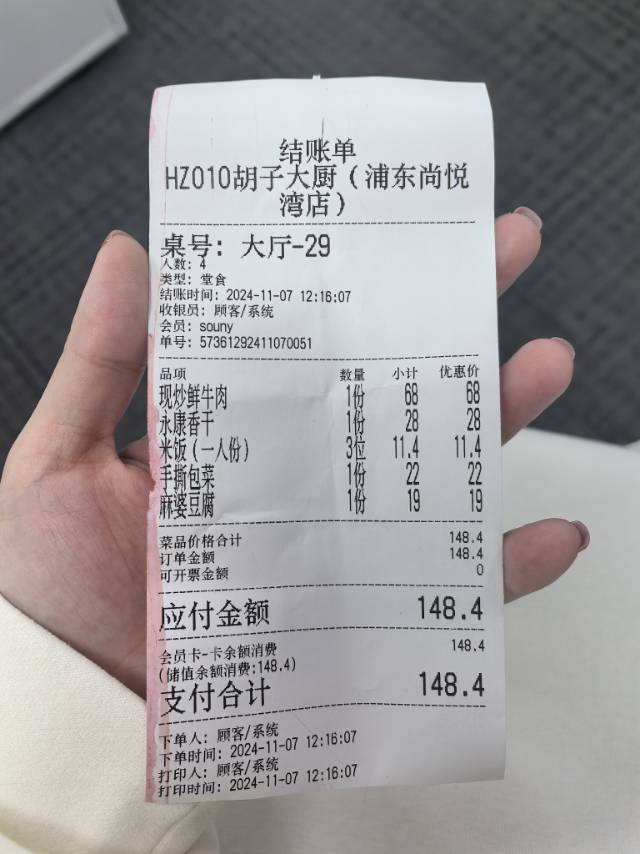 结账单
HZ010胡子大厨（浦东尚悦
湾店）
桌号：大厅-29
人数：4
类型：堂食
结账时间：2024-11-07 12:16:07
收银员：顾客/系统
会员：souny
单号：57361292411070051
品项 数量 小计 优惠价
现炒鲜牛肉 1份 68 68
永康香干 1份 28 28
米饭（一人份） 3位 11.4 11.4
手撕包菜 1份 22 22
麻婆豆腐 1份 19 19
菜品价格合计 148.4
订单金额 148.4
可开票金额 0
应付金额 148.4
会员卡-卡余额消费 148.4
(储值余额消费:148.4)
支付合计 148.4
下单人：顾客/系统
下单时间：2024-11-07 12:16:07
打印人：顾客/系统
打印时间：2024-11-07 12:16:07